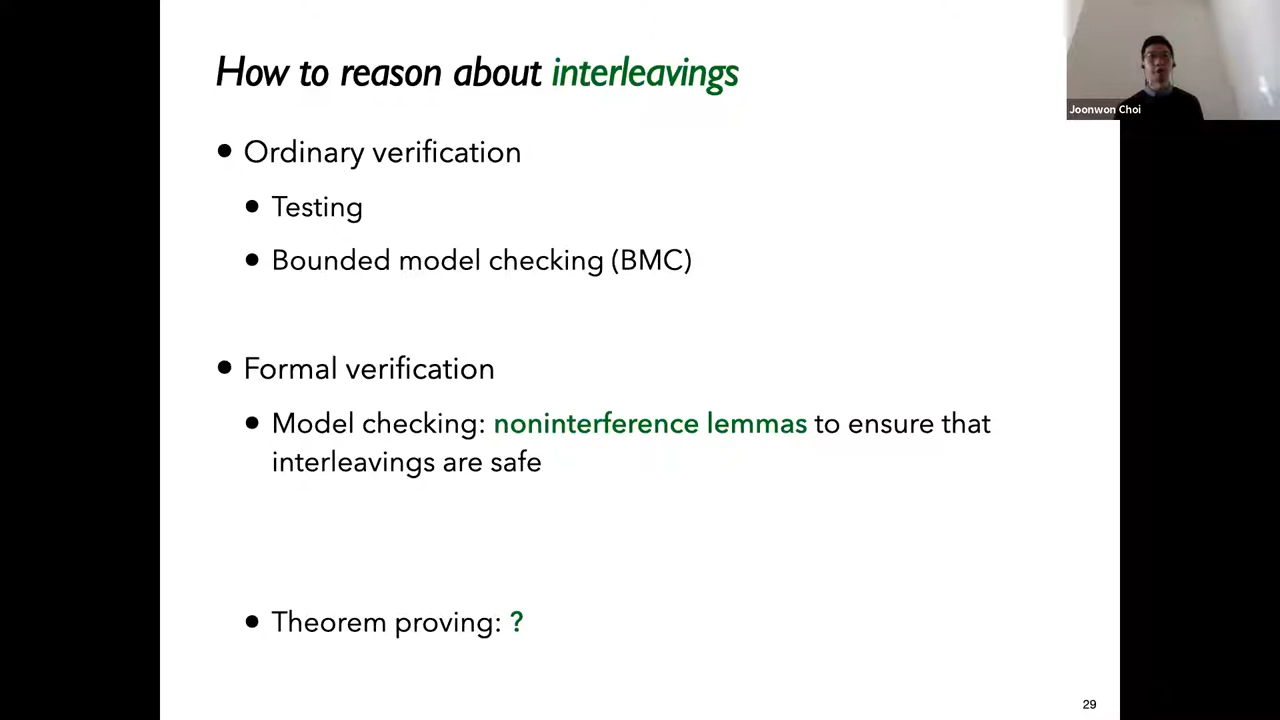 How to reason about interleavings
Joonwon Choi
● Ordinary verification
● Testing
● Bounded model checking (BMC)
● Formal verification
● Model checking: noninterference lemmas to ensure that
interleavings are safe
● Theorem proving: ?
29